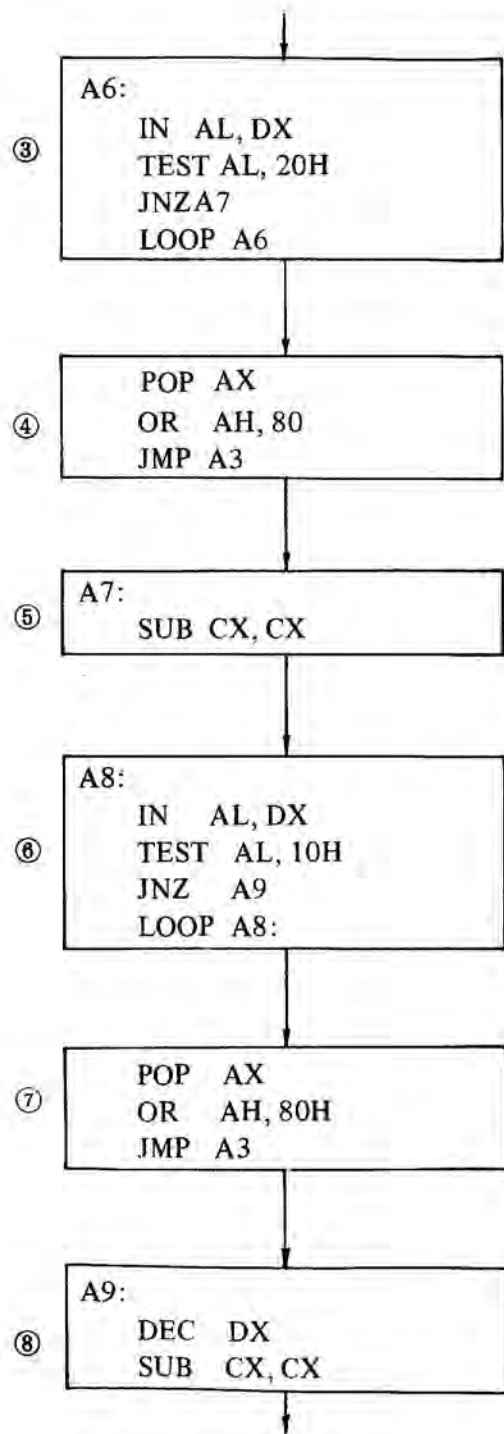 A6:
③ IN AL, DX
TEST AL, 20H
JNZA7
LOOP A6
POP AX
④ OR AH, 80
JMP A3
A7:
⑤ SUB CX, CX
A8:
IN AL, DX
⑥ TEST AL, 10H
JNZ A9
LOOP A8:
POP AX
⑦ OR AH, 80H
JMP A3
A9:
⑧ DEC DX
SUB CX, CX